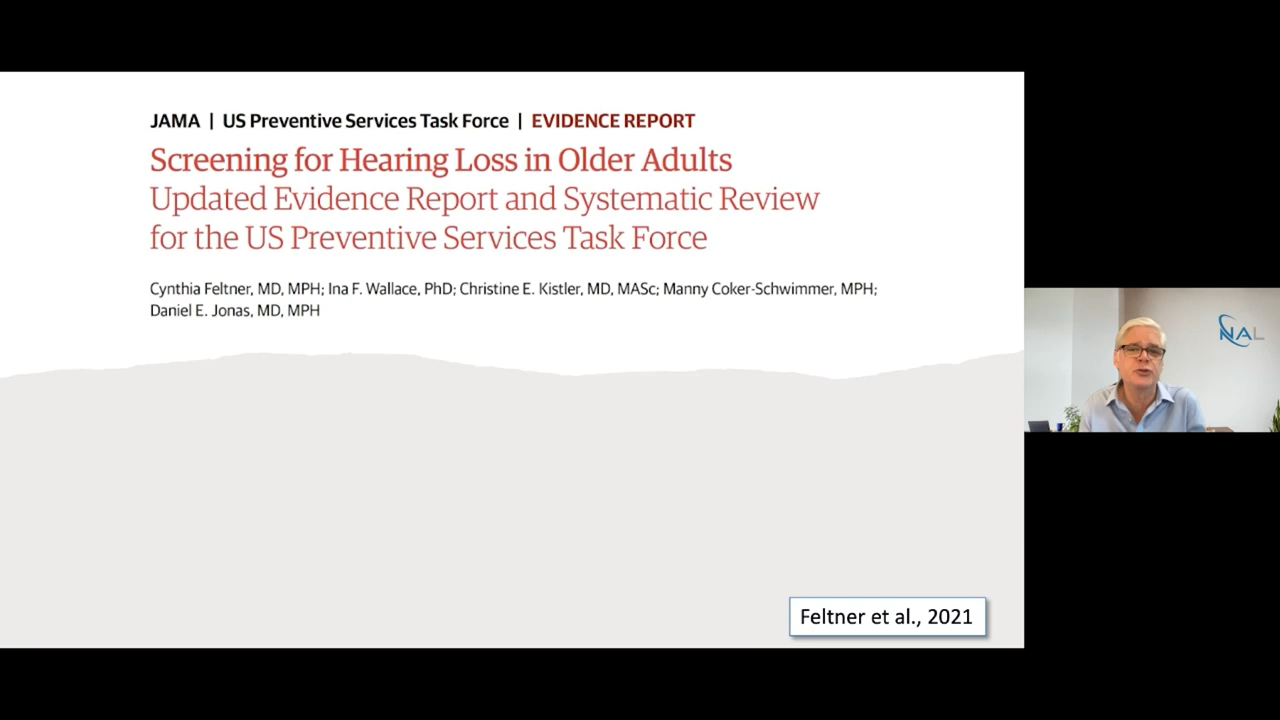 JAMA | US Preventive Services Task Force | EVIDENCE REPORT
Screening for Hearing Loss in Older Adults
Updated Evidence Report and Systematic Review
for the US Preventive Services Task Force
Cynthia Feltner, MD, MPH; Ina F. Wallace, PhD; Christine E. Kistler, MD, MASc; Manny Coker-Schwimmer, MPH;
Daniel E. Jonas, MD, MPH
NAL
Feltner et al., 2021